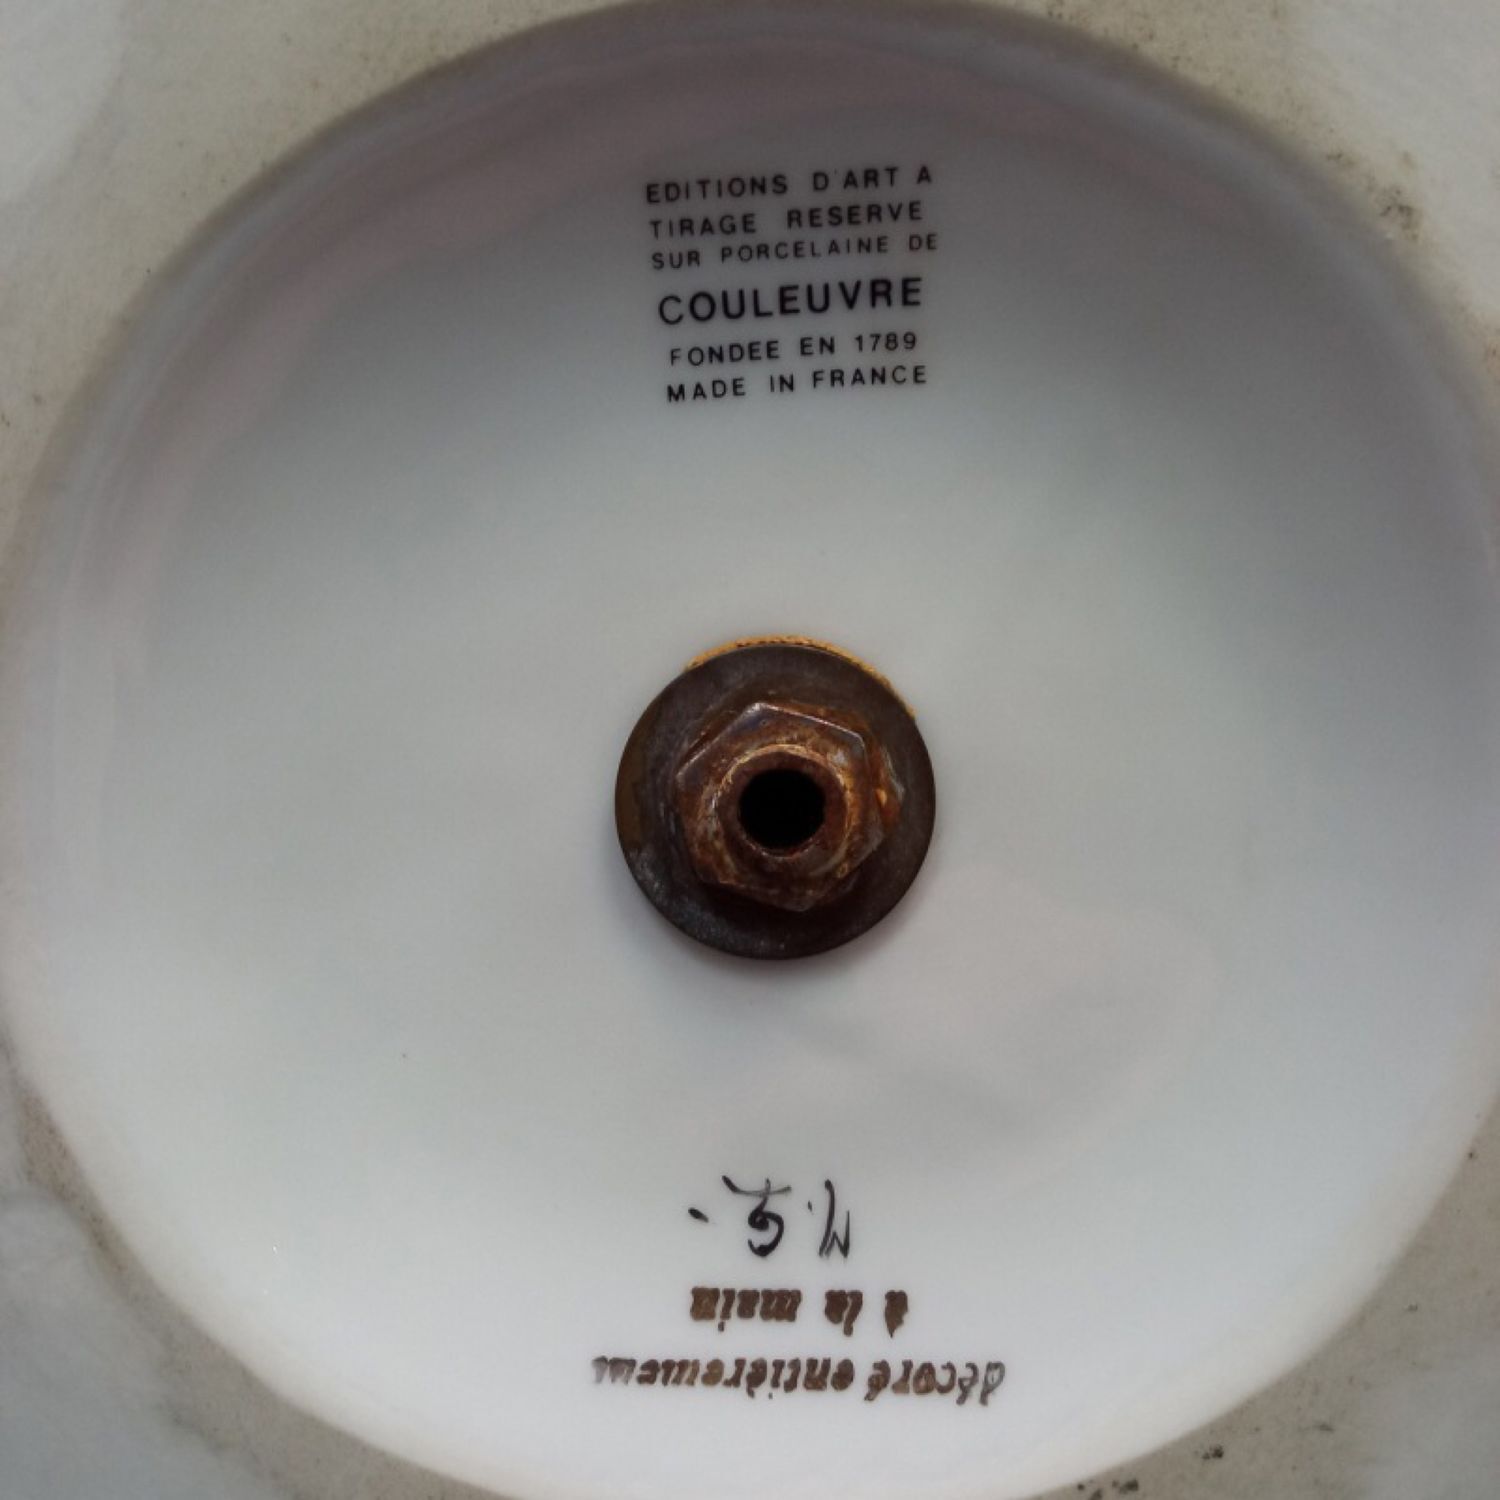 EDITIONS D'ART A
TIRAGE RESERVE
SUR PORCELAINE DE
COULEUVRE
FONDEE EN 1789
MADE IN FRANCE
décoré entièrement
à la main